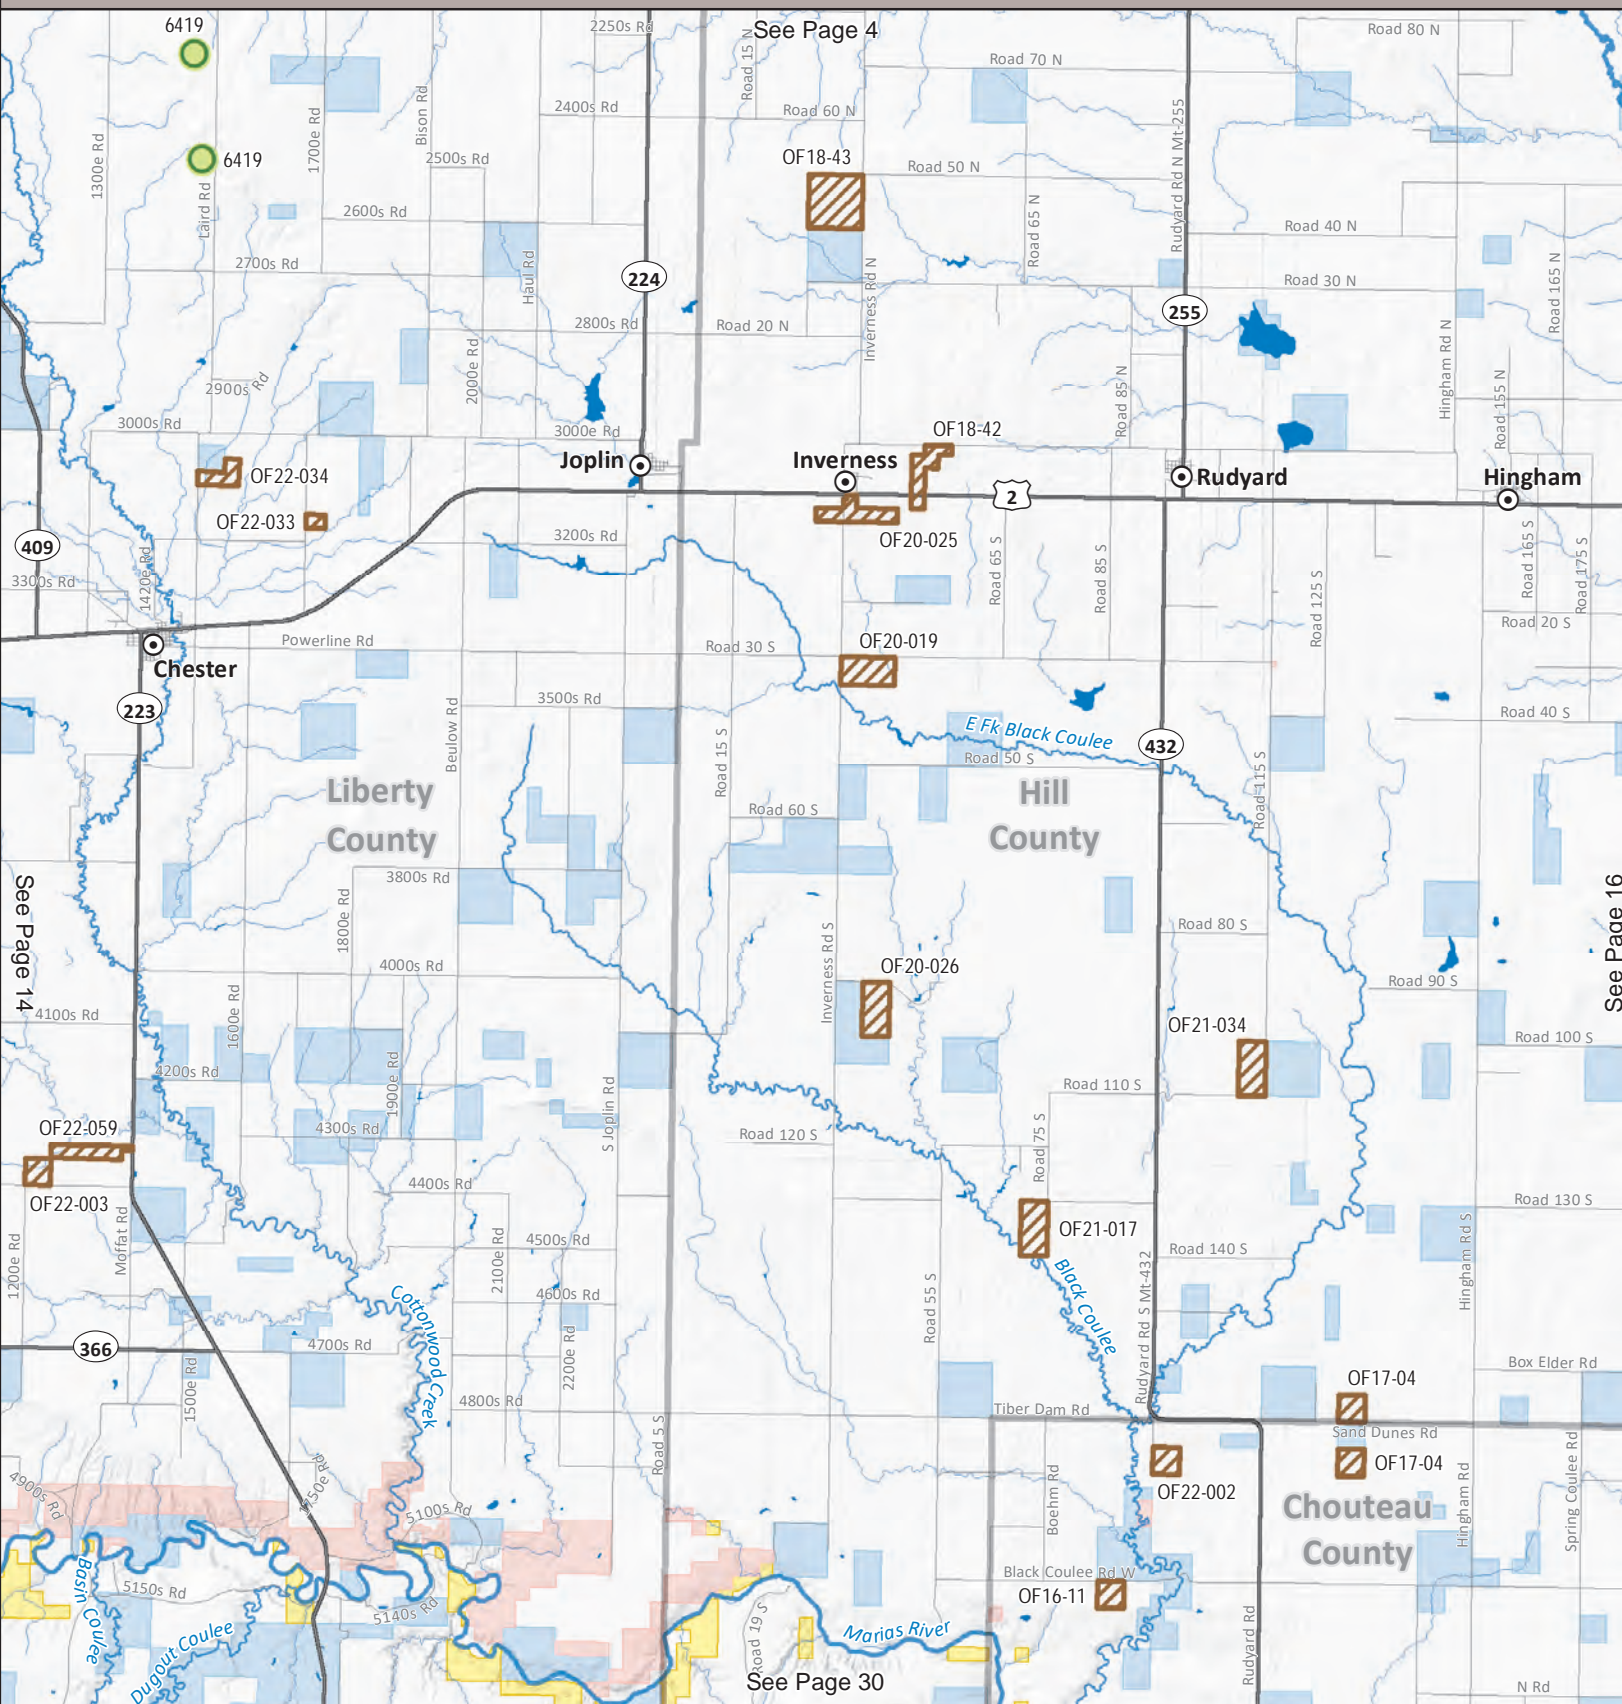 6419
2250s Rd
See Page 4
Road 15 N
Road 80 N
Road 70 N
1300e Rd
1700e Rd
Bison Rd
2400s Rd
Road 60 N
Rudyard Rd N Mt-255
6419
2500s Rd
OF18-43
Road 50 N
Laird Rd
2600s Rd
Road 65 N
Road 40 N
2700s Rd
Haul Rd
224
Inverness Rd N
Road 30 N
Road 165 N
255
2800s Rd
Road 20 N
2000e Rd
Hingham Rd N
2900s Rd
Road 85 N
Road 155 N
3000s Rd
3000e Rd
OF18-42
Joplin
Inverness
Rudyard
Hingham
OF22-034
2
OF22-033
3200s Rd
OF20-025
409
1420e Rd
3300s Rd
Road 65 S
Road 85 S
Road 125 S
Road 165 S
Road 175 S
Road 20 S
Powerline Rd
Road 30 S
OF20-019
Chester
223
3500s Rd
Beulow Rd
Road 15 S
E Fk Black Coulee
432
Road 40 S
Road 50 S
Road 115 S
Liberty
County
Hill
County
Road 60 S
3800s Rd
See Page 14
See Page 16
1800e Rd
Inverness Rd S
Road 80 S
4000s Rd
OF20-026
Road 90 S
1600e Rd
4100s Rd
OF21-034
Road 100 S
4200s Rd
1900e Rd
S Joplin Rd
Road 110 S
OF22-059
4300s Rd
Road 120 S
Road 75 S
OF22-003
4400s Rd
Road 130 S
Moffat Rd
1200e Rd
OF21-017
4500s Rd
2100e Rd
Road 140 S
Hingham Rd S
Black Coulee
Rudyard Rd S Mt-432
Cottonwood Creek
4600s Rd
Road 55 S
366
4700s Rd
2200e Rd
Box Elder Rd
1500e Rd
OF17-04
4800s Rd
Tiber Dam Rd
Sand Dunes Rd
Road 5 S
OF17-04
4900s Rd
1750e Rd
OF22-002
Boehm Rd
Chouteau
County
Hingham Rd
Spring Coulee Rd
5100s Rd
Black Coulee Rd W
OF16-11
5150s Rd
Basin Coulee
5140s Rd
Dugout Coulee
Road 19 S
Marias River
Rudyard Rd
See Page 30
N Rd